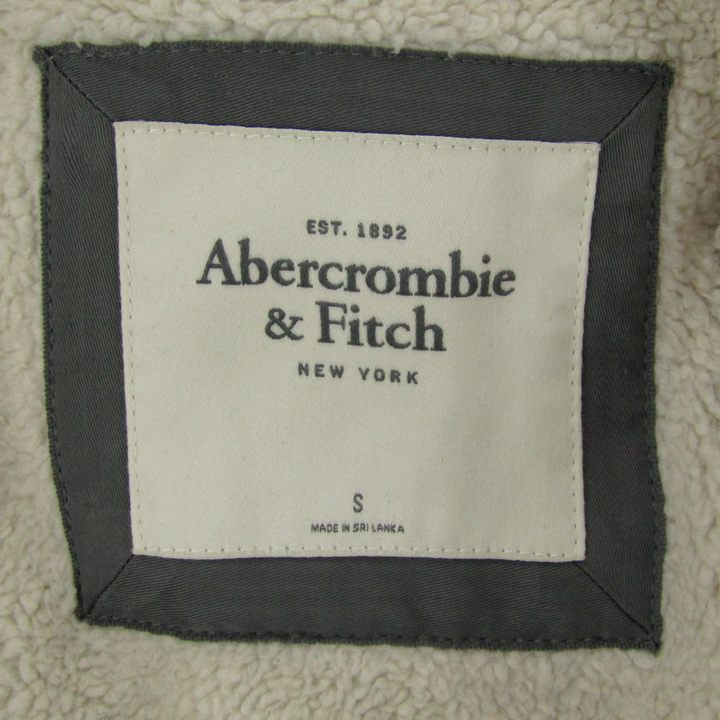 EST. 1892
Abercrombie
& Fitch
NEW YORK
S
MADE IN SRI LANKA